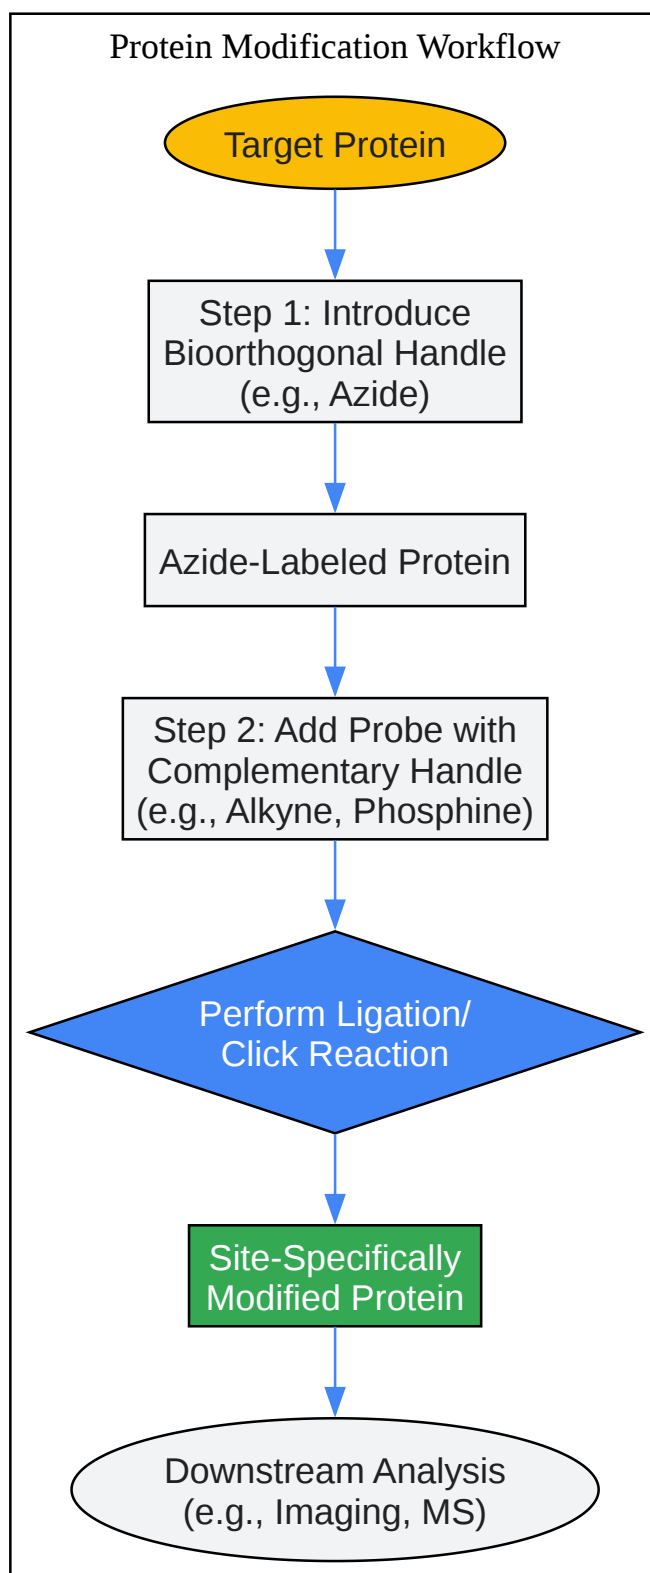 Protein Modification Workflow
Target Protein
Step 1: Introduce
Bioorthogonal Handle
(e.g., Azide)
Azide-Labeled Protein
Step 2: Add Probe with
Complementary Handle
(e.g., Alkyne, Phosphine)
Perform Ligation/
Click Reaction
Site-Specifically
Modified Protein
Downstream Analysis
(e.g., Imaging, MS)